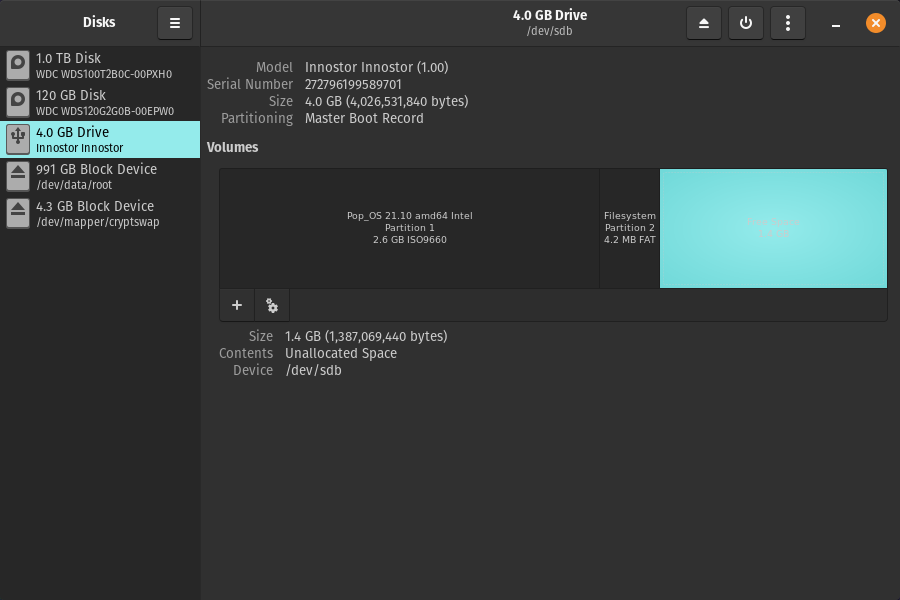 Disks
4.0 GB Drive
/dev/sdb
1.0 TB Disk
WDC WDS100T2B0C-00PXH0
120 GB Disk
WDC WDS120G2G0B-00EPW0
4.0 GB Drive
Innostor Innostor
991 GB Block Device
/dev/data/root
4.3 GB Block Device
/dev/mapper/cryptswap
Model Innostor Innostor (1.00)
Serial Number 272796199589701
Size 4.0 GB (4,026,531,840 bytes)
Partitioning Master Boot Record
Volumes
Pop_OS 21.10 amd64 Intel
Partition 1
2.6 GB ISO9660
Filesystem
Partition 2
4.2 MB FAT
Size 1.4 GB (1,387,069,440 bytes)
Contents Unallocated Space
Device /dev/sdb